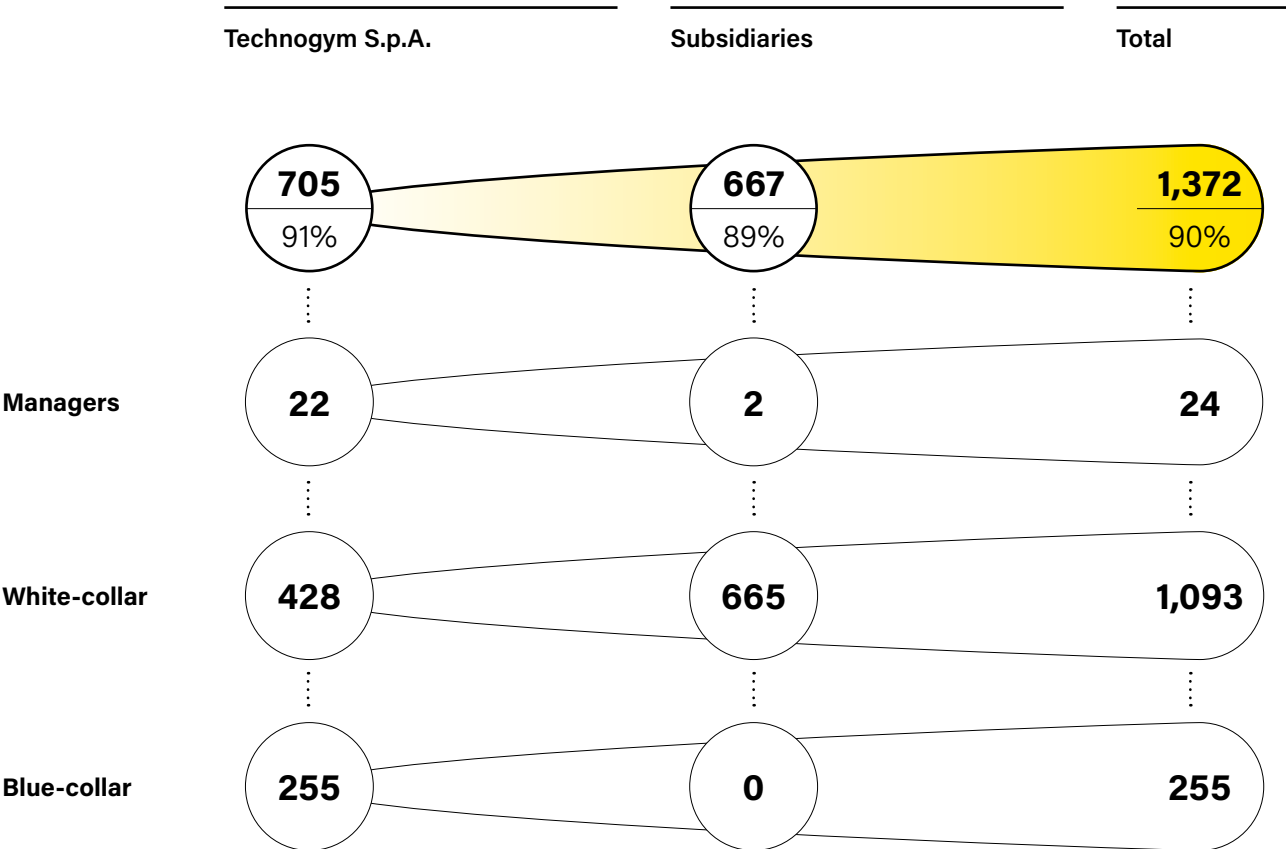 Technogym S.p.A. Subsidiaries Total
705 667 1,372
91% 89% 90%
Managers 22 2 24
White-collar 428 665 1,093
Blue-collar 255 0 255